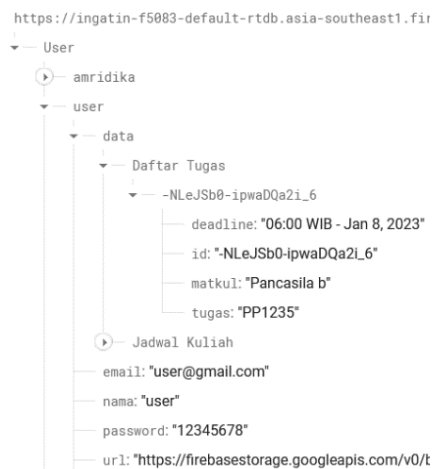 https://ingatin-f5083-default-rtdb.asia-southeast1.fir
User
amridika
user
data
Daftar Tugas
-NLeJSb0-ipwaDQa2i_6
deadline: "06:00 WIB - Jan 8, 2023"
id: "-NLeJSb0-ipwaDQa2i_6"
matkul: "Pancasila b"
tugas: "PP1235"
Jadwal Kuliah
email: "user@gmail.com"
nama: "user"
password: "12345678"
url: "https://firebasestorage.googleapis.com/v0/b